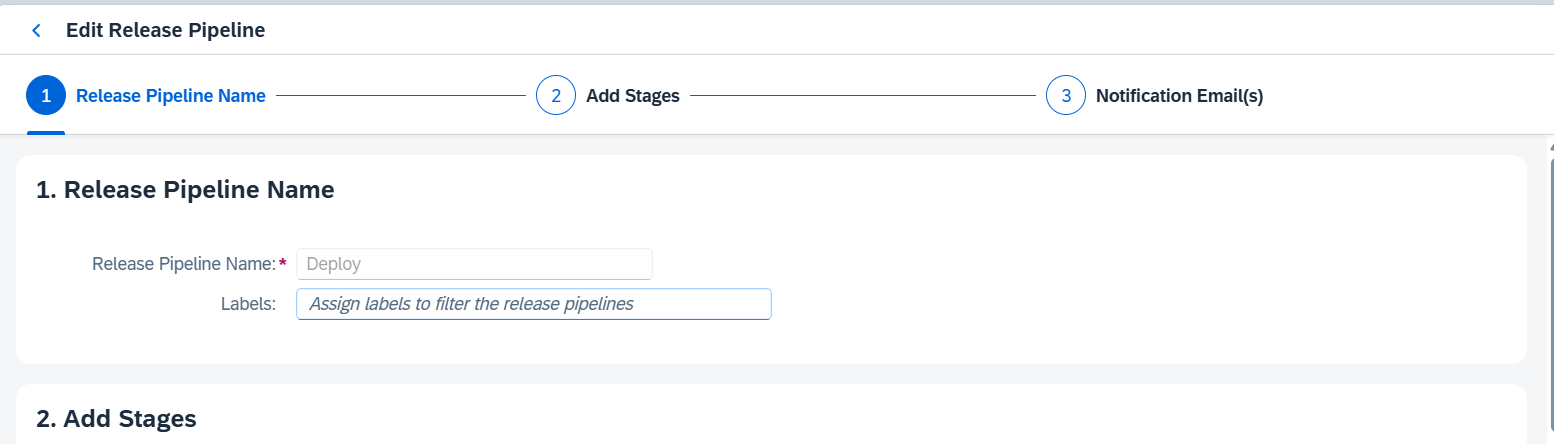 Edit Release Pipeline
1 Release Pipeline Name 2 Add Stages 3 Notification Email(s)
1. Release Pipeline Name
Release Pipeline Name:* Deploy
Labels: Assign labels to filter the release pipelines
2. Add Stages